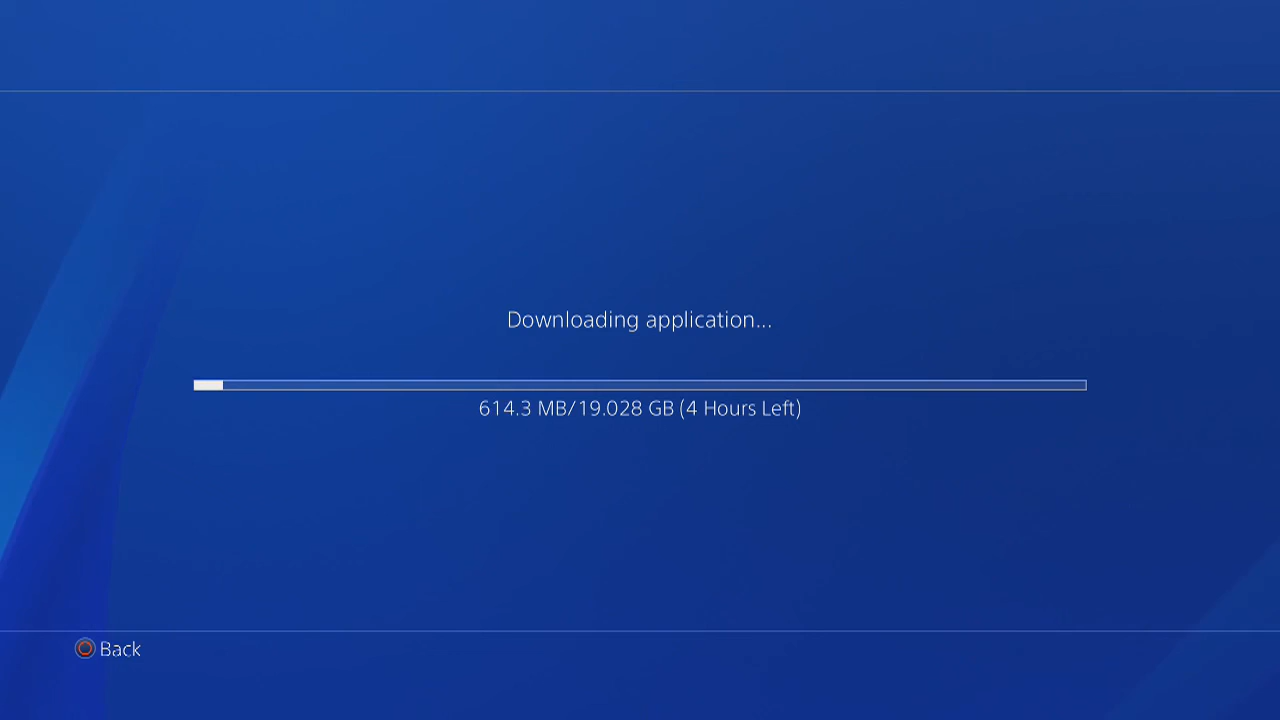 Downloading application...
614.3 MB/19.028 GB (4 Hours Left)
Back